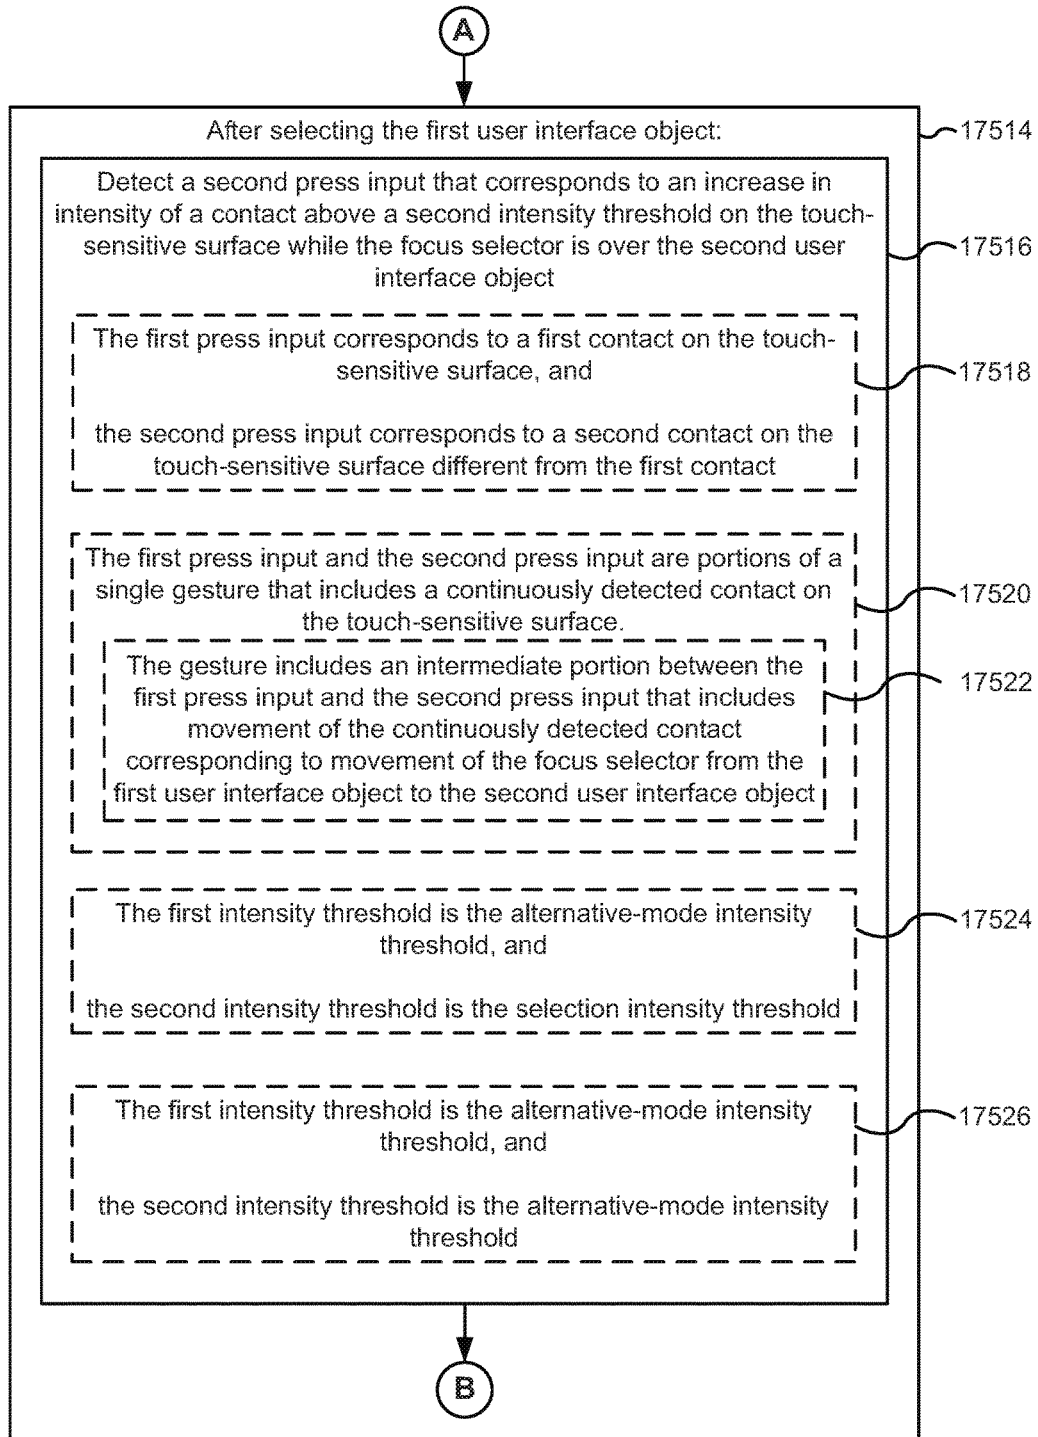 A
After selecting the first user interface object:
17514
Detect a second press input that corresponds to an increase in
intensity of a contact above a second intensity threshold on the touch-
sensitive surface while the focus selector is over the second user
interface object
17516
The first press input corresponds to a first contact on the touch-
sensitive surface, and
the second press input corresponds to a second contact on the
touch-sensitive surface different from the first contact
17518
The first press input and the second press input are portions of a
single gesture that includes a continuously detected contact on
the touch-sensitive surface.
17520
The gesture includes an intermediate portion between the
first press input and the second press input that includes
movement of the continuously detected contact
corresponding to movement of the focus selector from the
first user interface object to the second user interface object
17522
The first intensity threshold is the alternative-mode intensity
threshold, and
the second intensity threshold is the selection intensity threshold
17524
The first intensity threshold is the alternative-mode intensity
threshold, and
the second intensity threshold is the alternative-mode intensity
threshold
17526
B